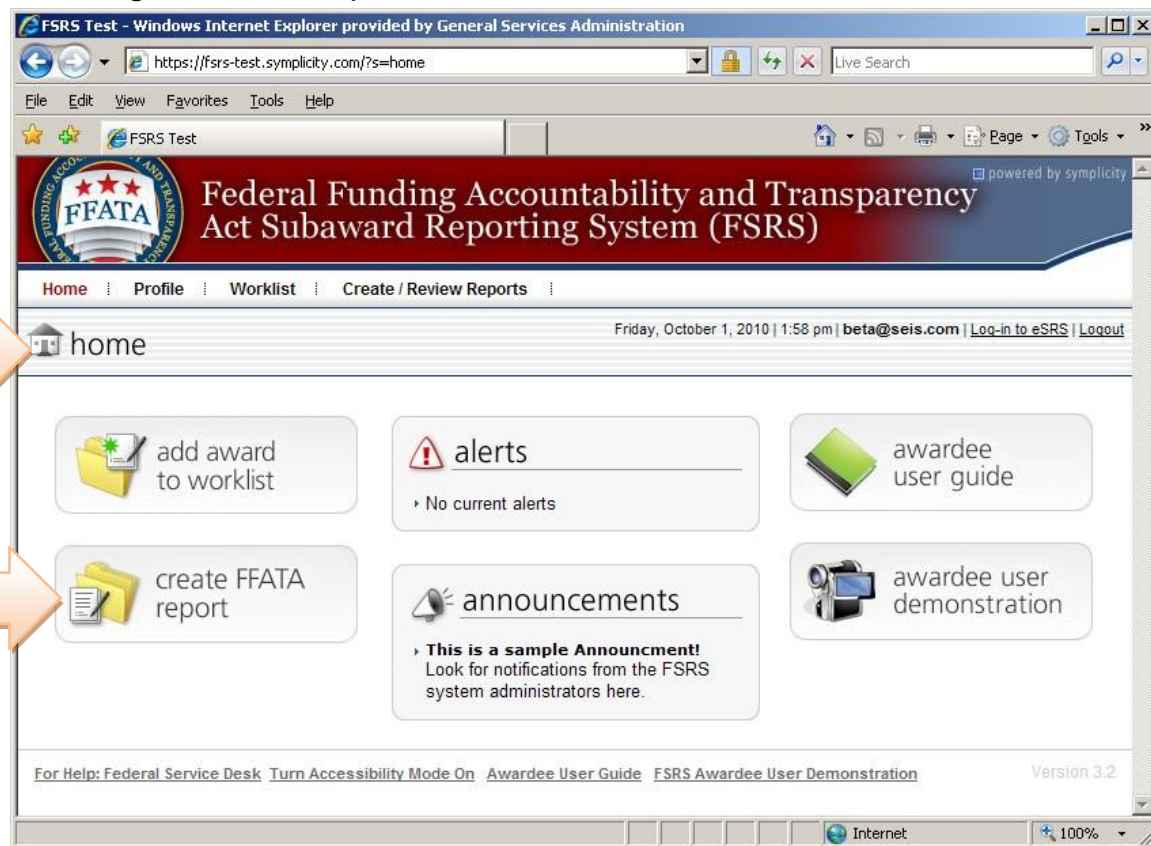 FSRS Test - Windows Internet Explorer provided by General Services Administration
https://fsrs-test.symplicity.com/?s=home
Live Search
File Edit View Favorites Tools Help
FSRS Test
Page Tools
powered by symplicity
FFATA
Federal Funding Accountability and Transparency
Act Subaward Reporting System (FSRS)
Home Profile Worklist Create / Review Reports
Friday, October 1, 2010 | 1:58 pm | beta@seis.com | Log-in to eSRS | Logout
home
add award
to worklist
alerts
No current alerts
awardee
user guide
create FFATA
report
announcements
This is a sample Announcment!
Look for notifications from the FSRS
system administrators here.
awardee user
demonstration
For Help: Federal Service Desk Turn Accessibility Mode On Awardee User Guide FSRS Awardee User Demonstration
Version 3.2
Internet
100%